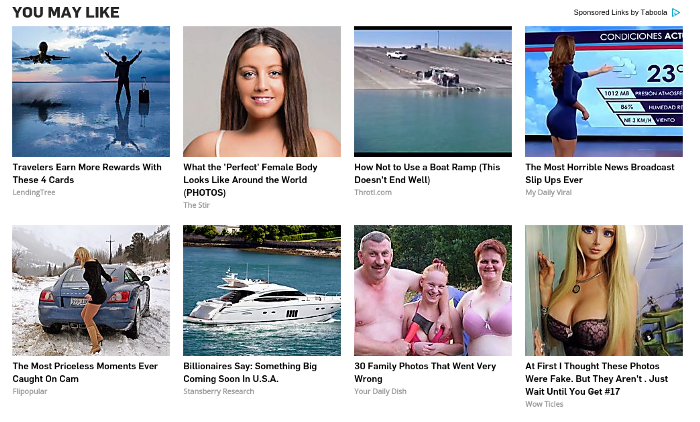 YOU MAY LIKE
Sponsored Links by Taboola
CONDICIONES ACTU
23°
1012 MB PRESIÓN ATMOSFÉ
86% HUMEDAD RE
NE 3 KM/H VIENTO
Travelers Earn More Rewards With
These 4 Cards
LendingTree
What the 'Perfect' Female Body
Looks Like Around the World
(PHOTOS)
The Stir
How Not to Use a Boat Ramp (This
Doesn't End Well)
Throttl.com
The Most Horrible News Broadcast
Slip Ups Ever
My Daily Viral
The Most Priceless Moments Ever
Caught On Cam
Flipopular
Billionaires Say: Something Big
Coming Soon In U.S.A.
Stansberry Research
30 Family Photos That Went Very
Wrong
Your Daily Dish
At First I Thought These Photos
Were Fake. But They Aren't . Just
Wait Until You Get #17
Wow Ticles